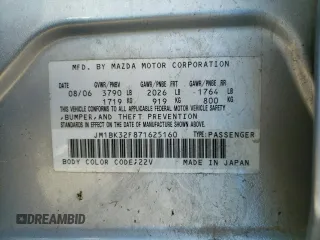 MFD. BY MAZDA MOTOR CORPORATION
DATE GVWR/PNBV GAWR/PNBE FRT GAWR/PNBE RR
08/06 3790 LB 2026 LB 1764 LB
1719 KG 919 KG 800 KG
THIS VEHICLE CONFORMS TO ALL APPLICABLE FEDERAL MOTOR VEHICLE SAFETY
, BUMPER, AND THEFT PREVENTION
STANDARDS IN EFFECT ON THE DATE OF MANUFACTURE SHOWN ABOVE.
JM1BK32F871625160 TYPE: PASSENGER
BODY COLOR CODE: 22V MADE IN JAPAN
DREAMBID